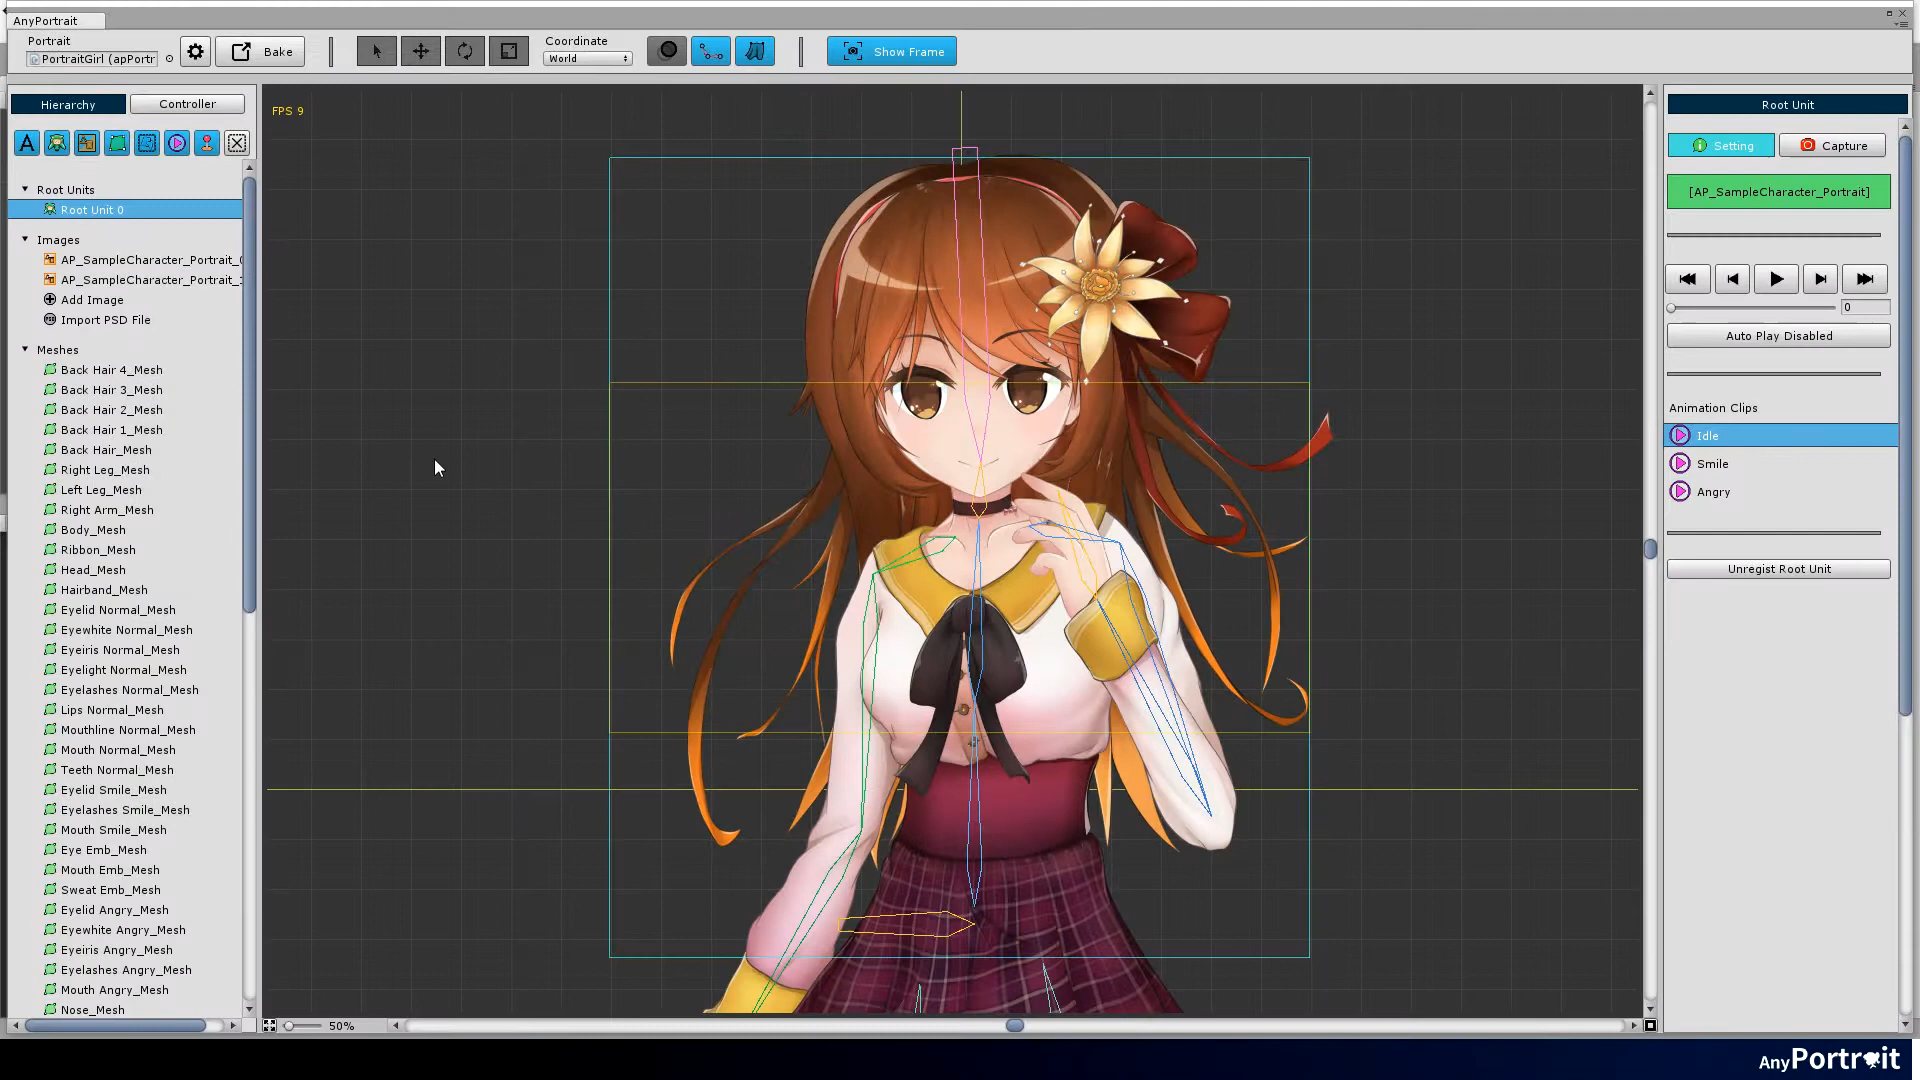 AnyPortrait
Portrait
PortraitGirl (apPortr
Bake
Coordinate
World
Show Frame
Hierarchy
Controller
Root Units
Root Unit 0
Images
AP_SampleCharacter_Portrait_
AP_SampleCharacter_Portrait_
Add Image
Import PSD File
Meshes
Back Hair 4_Mesh
Back Hair 3_Mesh
Back Hair 2_Mesh
Back Hair 1_Mesh
Back Hair_Mesh
Right Leg_Mesh
Left Leg_Mesh
Right Arm_Mesh
Body_Mesh
Ribbon_Mesh
Head_Mesh
Hairband_Mesh
Eyelid Normal_Mesh
Eyewhite Normal_Mesh
Eyeiris Normal_Mesh
Eyelight Normal_Mesh
Eyelashes Normal_Mesh
Lips Normal_Mesh
Mouthline Normal_Mesh
Mouth Normal_Mesh
Teeth Normal_Mesh
Eyelid Smile_Mesh
Eyelashes Smile_Mesh
Mouth Smile_Mesh
Eye Emb_Mesh
Mouth Emb_Mesh
Sweat Emb_Mesh
Eyelid Angry_Mesh
Eyewhite Angry_Mesh
Eyeiris Angry_Mesh
Eyelashes Angry_Mesh
Mouth Angry_Mesh
Nose_Mesh
FPS 9
50%
Root Unit
Setting
Capture
[AP_SampleCharacter_Portrait]
0
Auto Play Disabled
Animation Clips
Idle
Smile
Angry
Unregist Root Unit
AnyPortrait